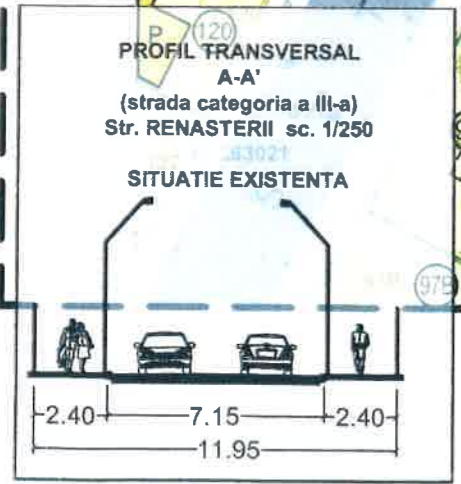 P
120
PROFIL TRANSVERSAL
A-A'
(strada categoria a III-a)
Str. RENASTERII sc. 1/250
63021
SITUATIE EXISTENTA
97B
2.40 7.15 2.40
11.95